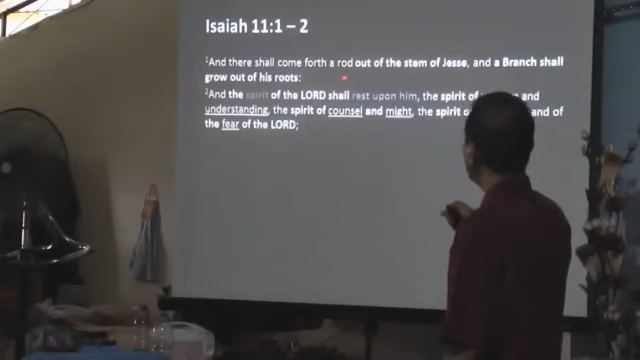 Isaiah 11:1 – 2
1And there shall come forth a rod out of the stem of Jesse, and a Branch shall
grow out of his roots:
2And the spirit of the LORD shall rest upon him, the spirit of and
understanding, the spirit of counsel and might, the spirit and of
the fear of the LORD;